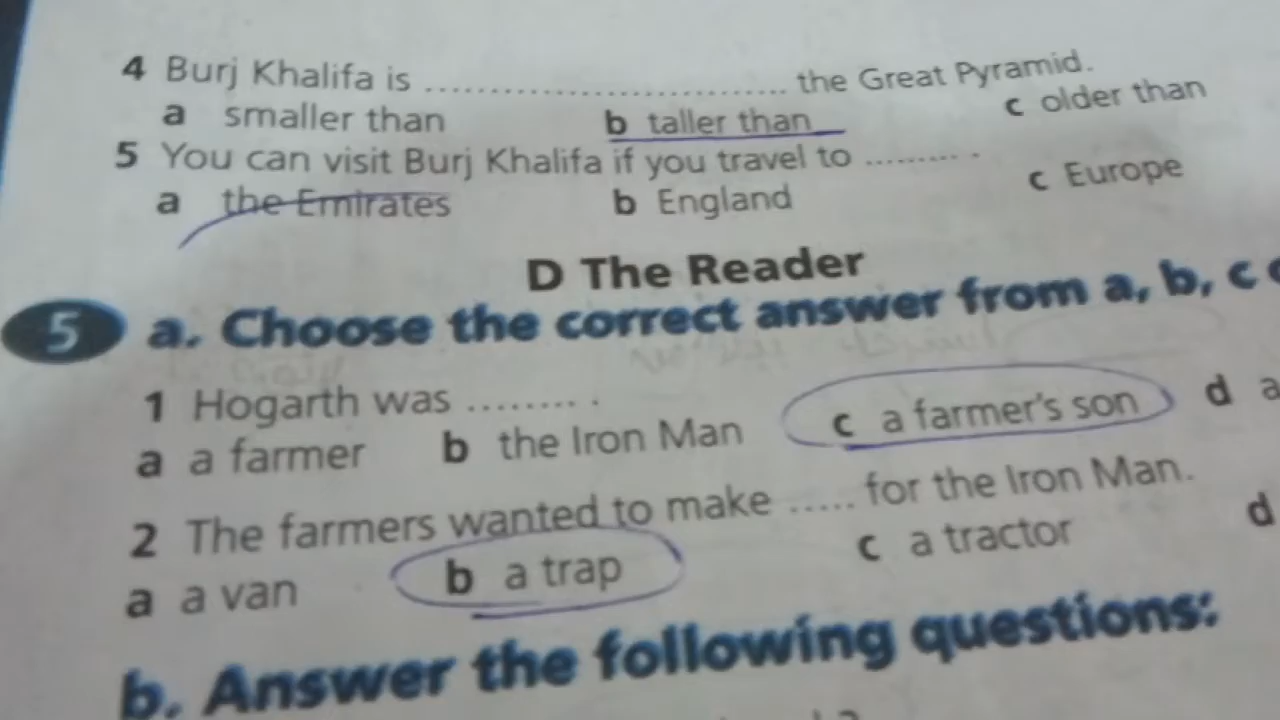 4 Burj Khalifa is .............................. the Great Pyramid.
a smaller than b taller than c older than
5 You can visit Burj Khalifa if you travel to .......... .
a the Emirates b England c Europe
D The Reader
5 a. Choose the correct answer from a, b, c
1 Hogarth was ......... .
a a farmer b the Iron Man c a farmer's son d a
2 The farmers wanted to make ..... for the Iron Man.
a a van b a trap c a tractor d
b. Answer the following questions: